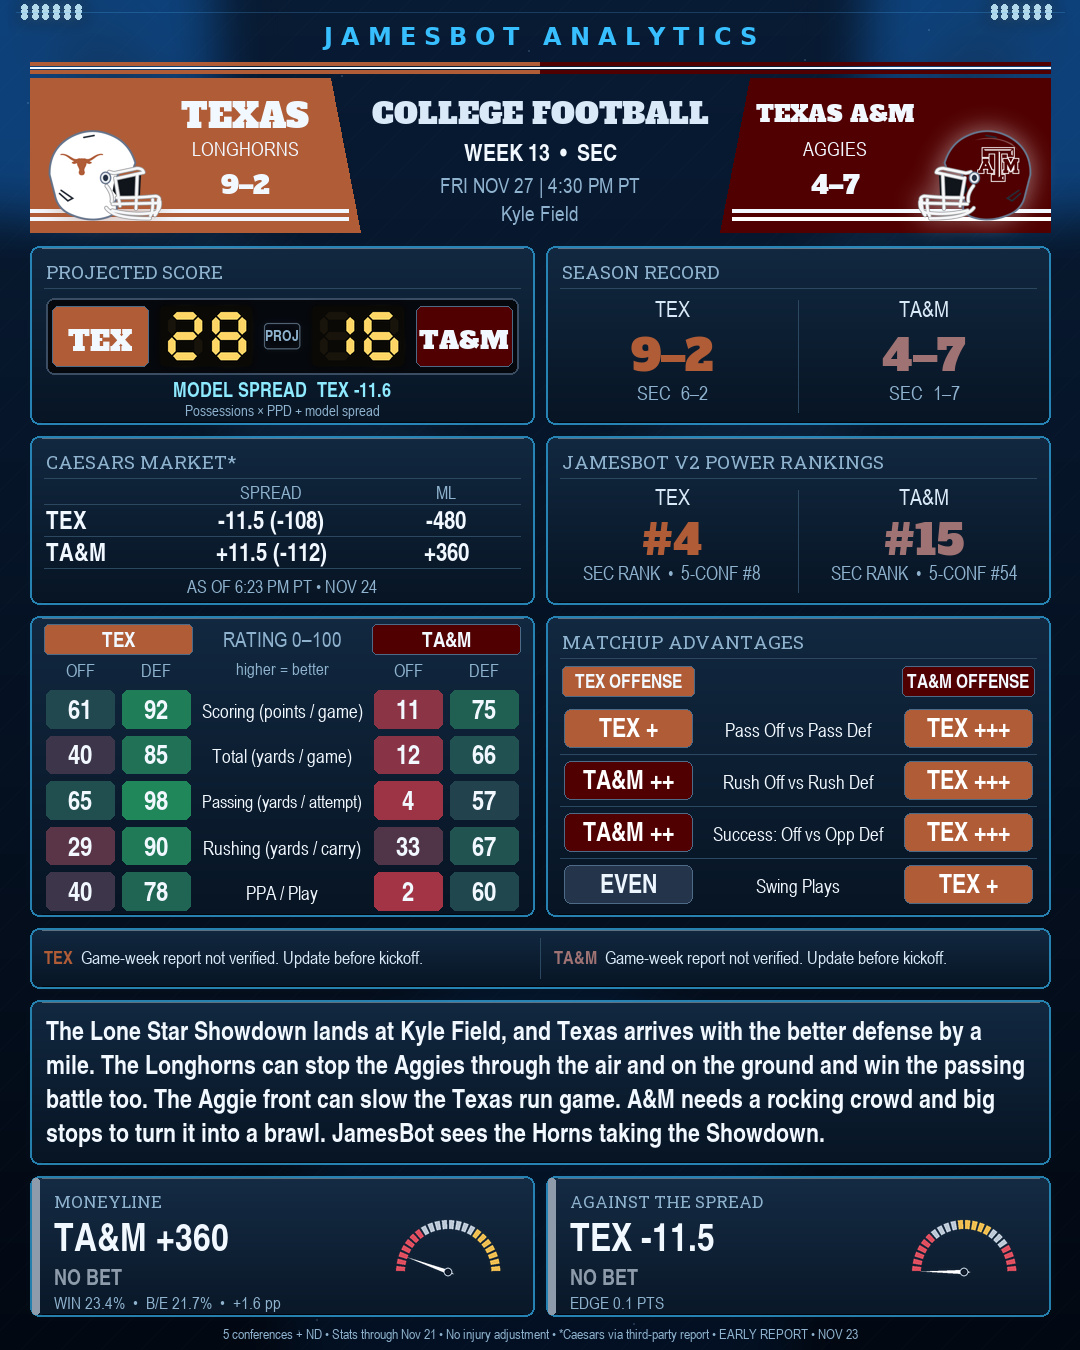 JAMESBOT ANALYTICS
TEXAS
LONGHORNS
9–2
COLLEGE FOOTBALL
WEEK 13 • SEC
FRI NOV 27 | 4:30 PM PT
Kyle Field
TEXAS A&M
AGGIES
4–7
ATM
PROJECTED SCORE
TEX 28 PROJ 16 TA&M
MODEL SPREAD TEX -11.6
Possessions × PPD + model spread
SEASON RECORD
TEX TA&M
9–2 4–7
SEC 6–2 SEC 1–7
CAESARS MARKET*
SPREAD ML
TEX -11.5 (-108) -480
TA&M +11.5 (-112) +360
AS OF 6:23 PM PT • NOV 24
JAMESBOT V2 POWER RANKINGS
TEX TA&M
#4 #15
SEC RANK • 5-CONF #8 SEC RANK • 5-CONF #54
TEX RATING 0–100 TA&M
OFF DEF higher = better OFF DEF
61 92 Scoring (points / game) 11 75
40 85 Total (yards / game) 12 66
65 98 Passing (yards / attempt) 4 57
29 90 Rushing (yards / carry) 33 67
40 78 PPA / Play 2 60
MATCHUP ADVANTAGES
TEX OFFENSE TA&M OFFENSE
TEX + Pass Off vs Pass Def TEX +++
TA&M ++ Rush Off vs Rush Def TEX +++
TA&M ++ Success: Off vs Opp Def TEX +++
EVEN Swing Plays TEX +
TEX Game-week report not verified. Update before kickoff.
TA&M Game-week report not verified. Update before kickoff.
The Lone Star Showdown lands at Kyle Field, and Texas arrives with the better defense by a
mile. The Longhorns can stop the Aggies through the air and on the ground and win the passing
battle too. The Aggie front can slow the Texas run game. A&M needs a rocking crowd and big
stops to turn it into a brawl. JamesBot sees the Horns taking the Showdown.
MONEYLINE
TA&M +360
NO BET
WIN 23.4% • B/E 21.7% • +1.6 pp
AGAINST THE SPREAD
TEX -11.5
NO BET
EDGE 0.1 PTS
5 conferences + ND • Stats through Nov 21 • No injury adjustment • *Caesars via third-party report • EARLY REPORT • NOV 23